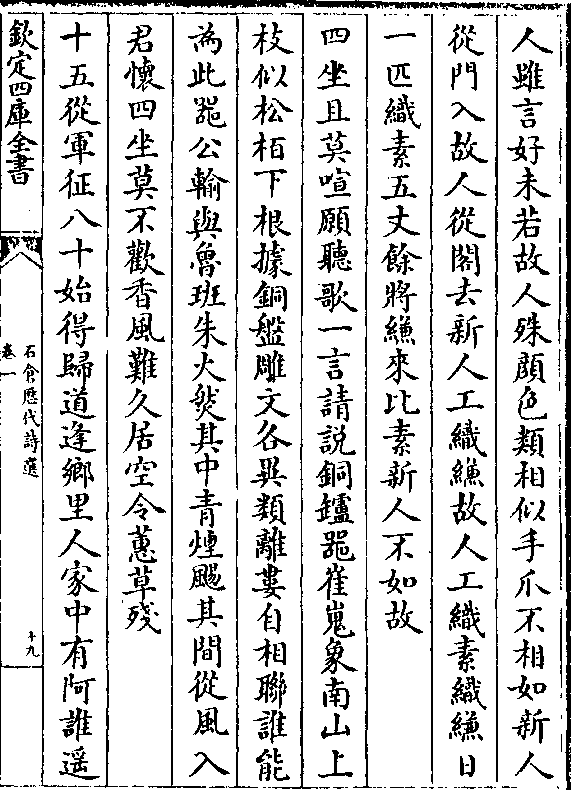 人雖言好未若故人殊顔色類相似手爪不相如新人
從門入故人從閤去新人工織縑故人工織素織縑日
一匹織素五丈餘將縑來比素新人不如故
四坐且莫喧願聽歌一言請説銅鑪噐崔嵬象南山上
枝似松栢下根據銅盤雕文各異類離婁自相聯誰能
為此噐公輸與魯班朱火然其中青煙颺其間從風入
君懷四坐莫不歡香風難久居空令蕙草殘
十五從軍征八十始得歸道逢鄉里人家中有阿誰遥
欽定四庫全書
石倉歴代詩選
卷一
十九